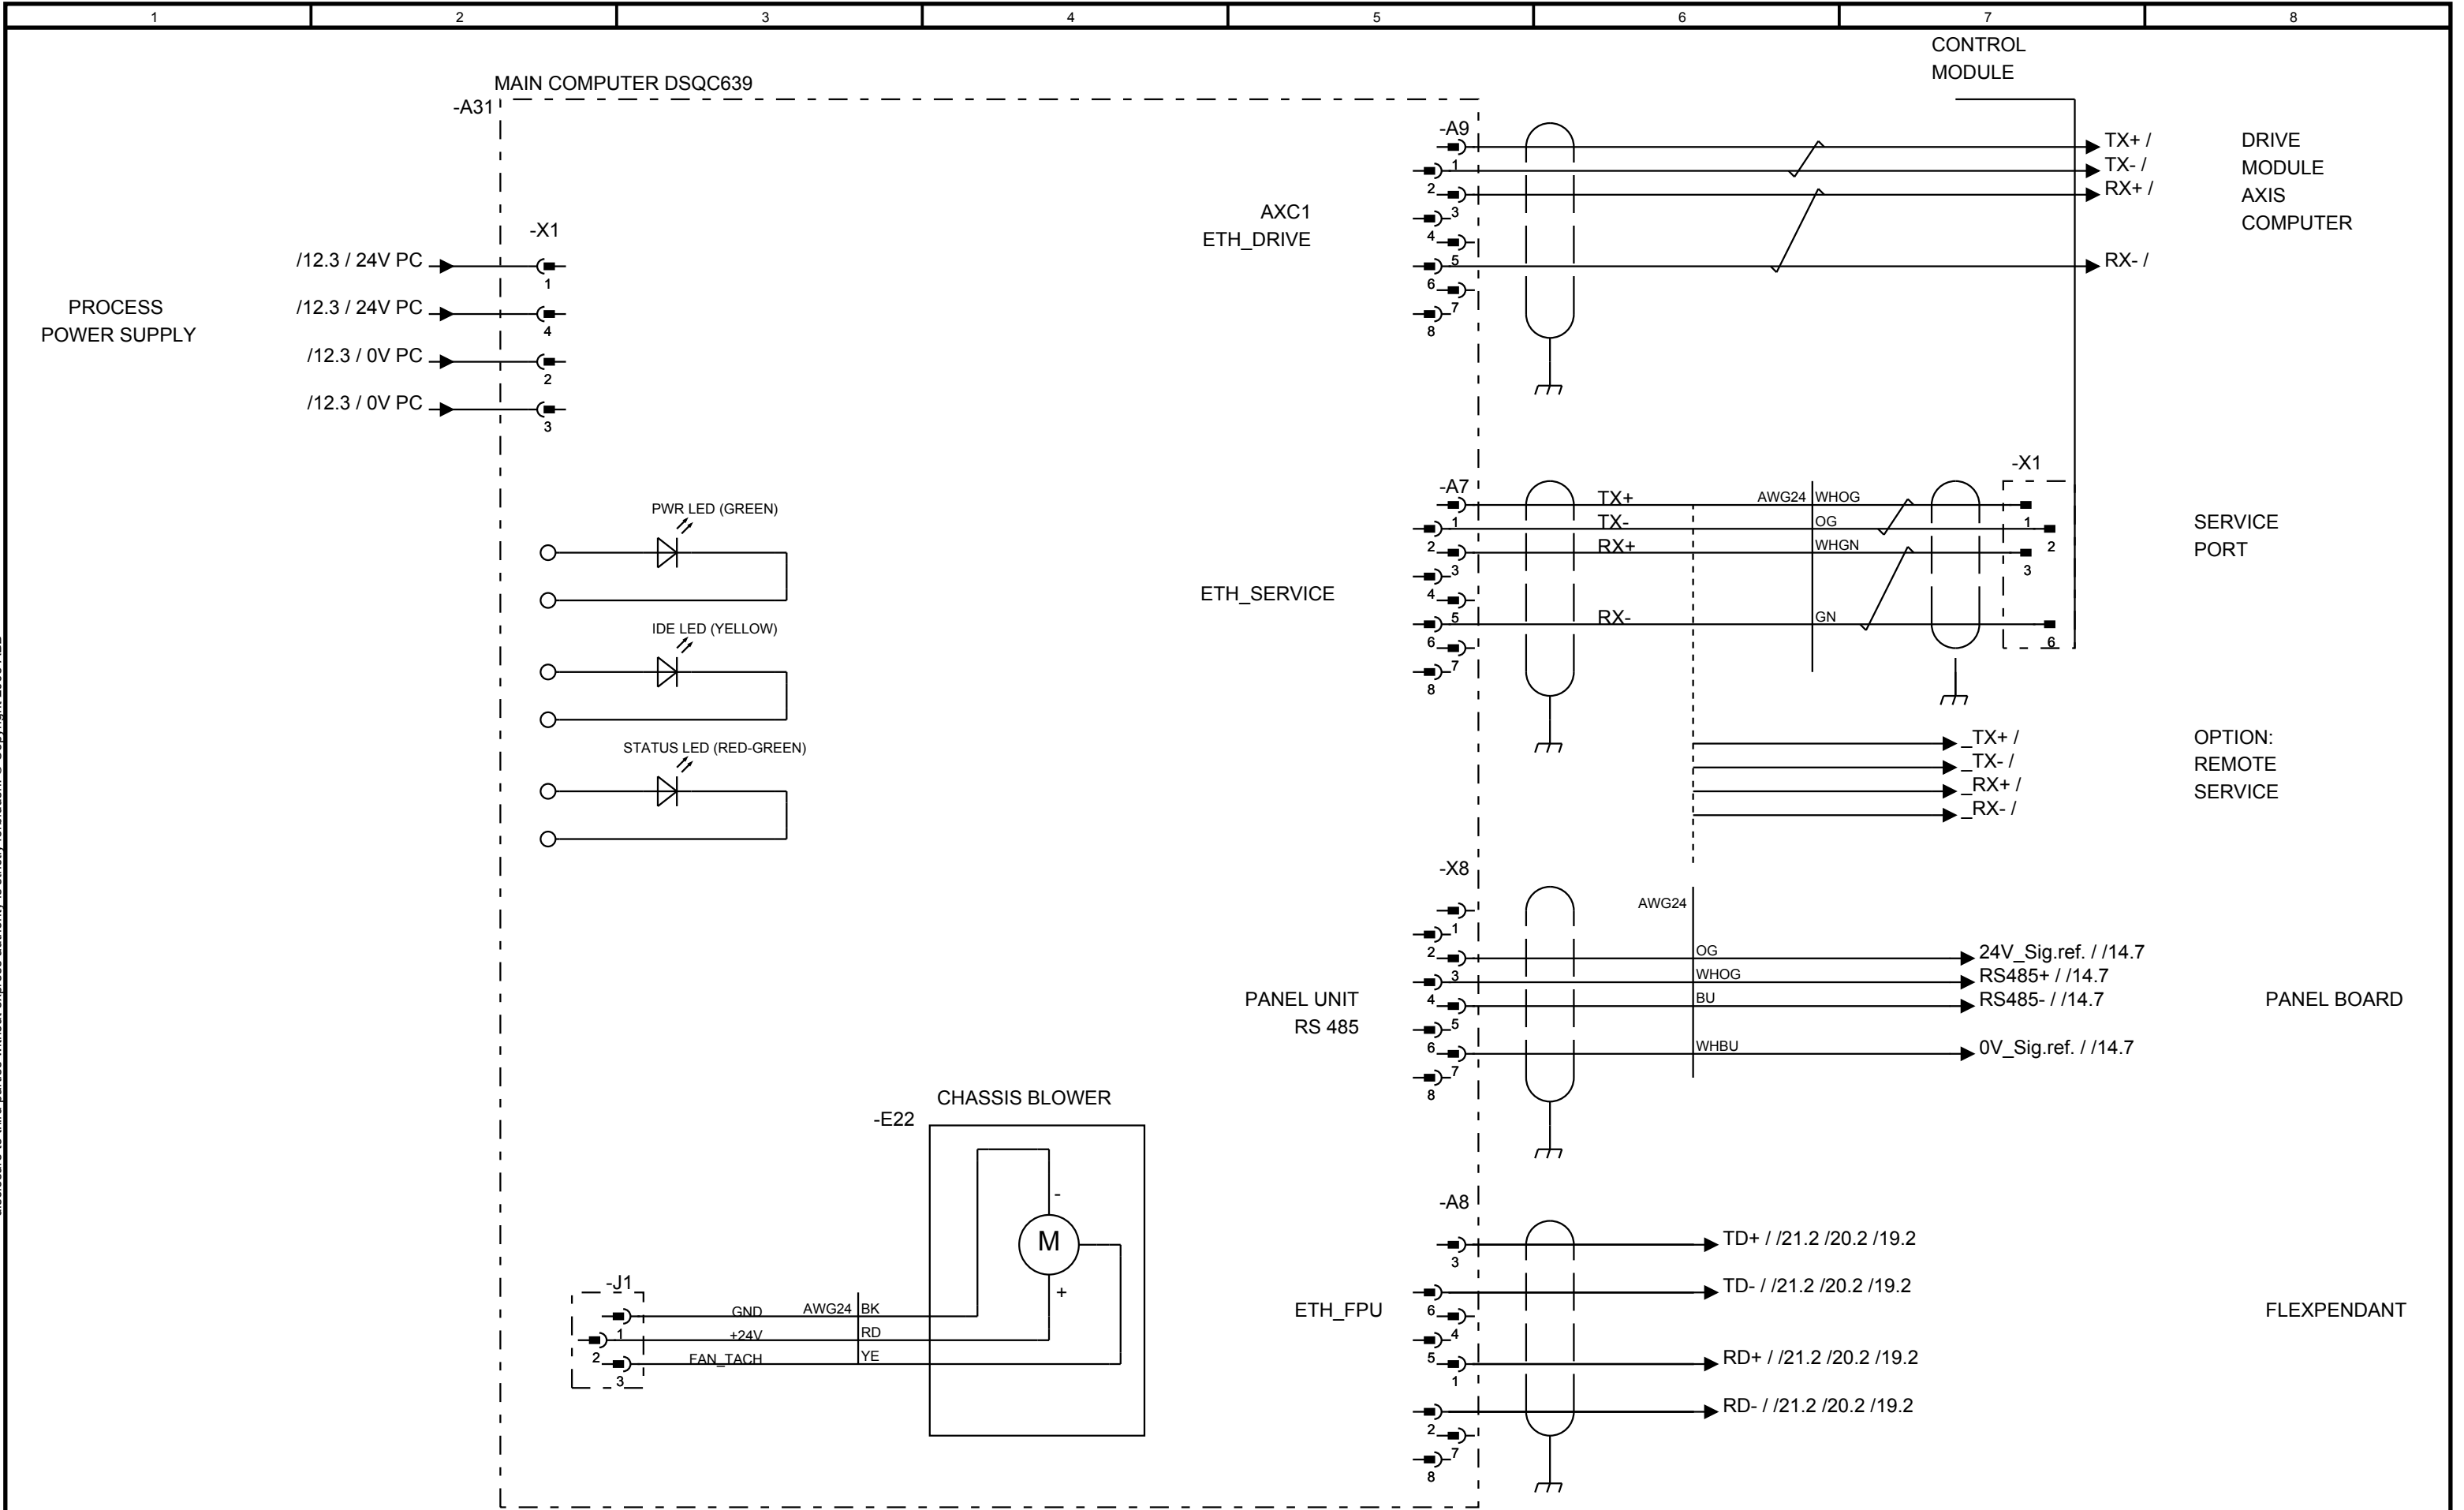 1 2 3 4 5 6 7 8
CONTROL
MODULE
MAIN COMPUTER DSQC639
-A31
-A9
1
2
3
4
5
6
7
8
AXC1
ETH_DRIVE
TX+ /
TX- /
RX+ /
RX- /
DRIVE
MODULE
AXIS
COMPUTER
PROCESS
POWER SUPPLY
-X1
/12.3 / 24V PC
1
/12.3 / 24V PC
4
/12.3 / 0V PC
2
/12.3 / 0V PC
3
PWR LED (GREEN)
IDE LED (YELLOW)
STATUS LED (RED-GREEN)
ETH_SERVICE
-A7
1
2
3
4
5
6
7
8
TX+ AWG24 WHOG
TX- OG
RX+ WHGN
RX- GN
-X1
1
2
3
6
SERVICE
PORT
_TX+ /
_TX- /
_RX+ /
_RX- /
OPTION:
REMOTE
SERVICE
-X8
1
2
3
4
5
6
7
8
PANEL UNIT
RS 485
AWG24
OG 24V_Sig.ref. / /14.7
WHOG RS485+ / /14.7
BU RS485- / /14.7
WHBU 0V_Sig.ref. / /14.7
PANEL BOARD
CHASSIS BLOWER
-E22
-
M
+
-J1
1
2
3
GND AWG24 BK
+24V RD
FAN_TACH YE
-A8
ETH_FPU
3
6
4
5
1
2
7
8
TD+ / /21.2 /20.2 /19.2
TD- / /21.2 /20.2 /19.2
RD+ / /21.2 /20.2 /19.2
RD- / /21.2 /20.2 /19.2
FLEXPENDANT